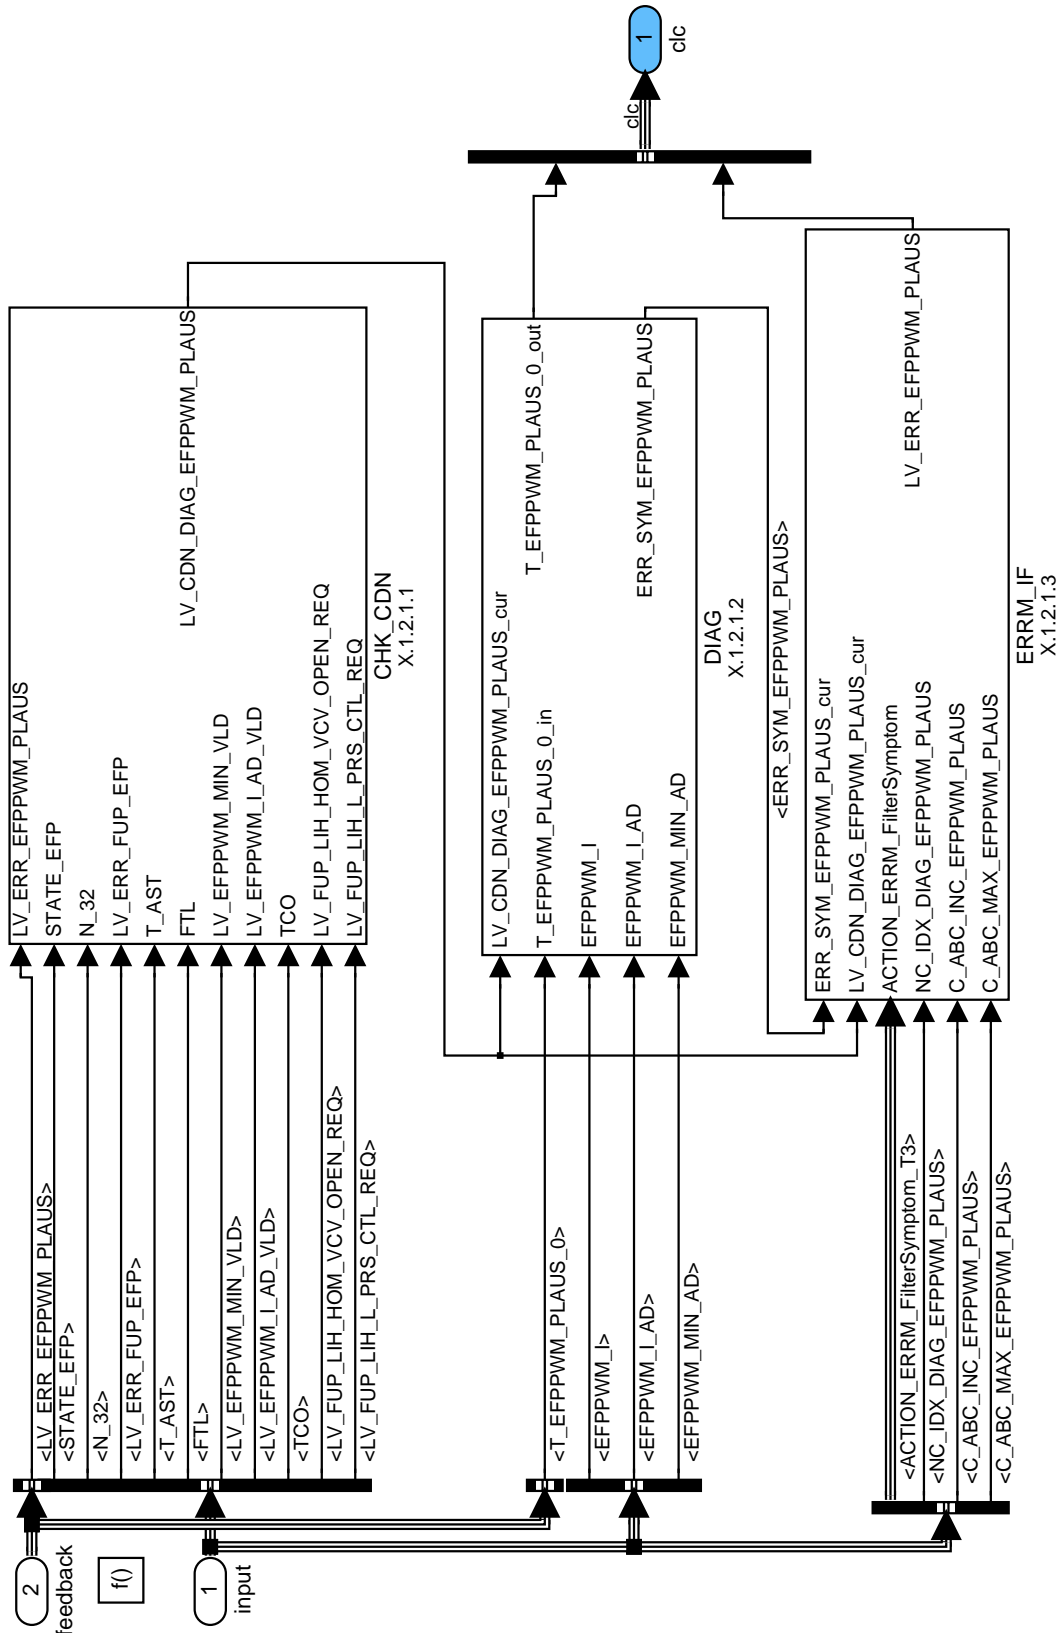 2
feedback
f()
1
input
<LV_ERR_EFPPWM_PLAUS>
<STATE_EFP>
<N_32>
<LV_ERR_FUP_EFP>
<T_AST>
<FTL>
<LV_EFPPWM_MIN_VLD>
<LV_EFPPWM_I_AD_VLD>
<TCO>
<LV_FUP_LIH_HOM_VCV_OPEN_REQ>
<LV_FUP_LIH_L_PRS_CTL_REQ>
LV_ERR_EFPPWM_PLAUS
STATE_EFP
N_32
LV_ERR_FUP_EFP
T_AST
FTL
LV_EFPPWM_MIN_VLD
LV_EFPPWM_I_AD_VLD
TCO
LV_FUP_LIH_HOM_VCV_OPEN_REQ
LV_FUP_LIH_L_PRS_CTL_REQ
LV_CDN_DIAG_EFPPWM_PLAUS
CHK_CDN
X.1.2.1.1
<T_EFPPWM_PLAUS_0>
<EFPPWM_I>
<EFPPWM_I_AD>
<EFPPWM_MIN_AD>
LV_CDN_DIAG_EFPPWM_PLAUS_cur
T_EFPPWM_PLAUS_0_in
EFPPWM_I
EFPPWM_I_AD
EFPPWM_MIN_AD
T_EFPPWM_PLAUS_0_out
ERR_SYM_EFPPWM_PLAUS
DIAG
X.1.2.1.2
<ERR_SYM_EFPPWM_PLAUS>
<ACTION_ERRM_FilterSymptom_T3>
<NC_IDX_DIAG_EFPPWM_PLAUS>
<C_ABC_INC_EFPPWM_PLAUS>
<C_ABC_MAX_EFPPWM_PLAUS>
ERR_SYM_EFPPWM_PLAUS_cur
LV_CDN_DIAG_EFPPWM_PLAUS_cur
ACTION_ERRM_FilterSymptom
NC_IDX_DIAG_EFPPWM_PLAUS
C_ABC_INC_EFPPWM_PLAUS
C_ABC_MAX_EFPPWM_PLAUS
LV_ERR_EFPPWM_PLAUS
ERRM_IF
X.1.2.1.3
clc
1
clc